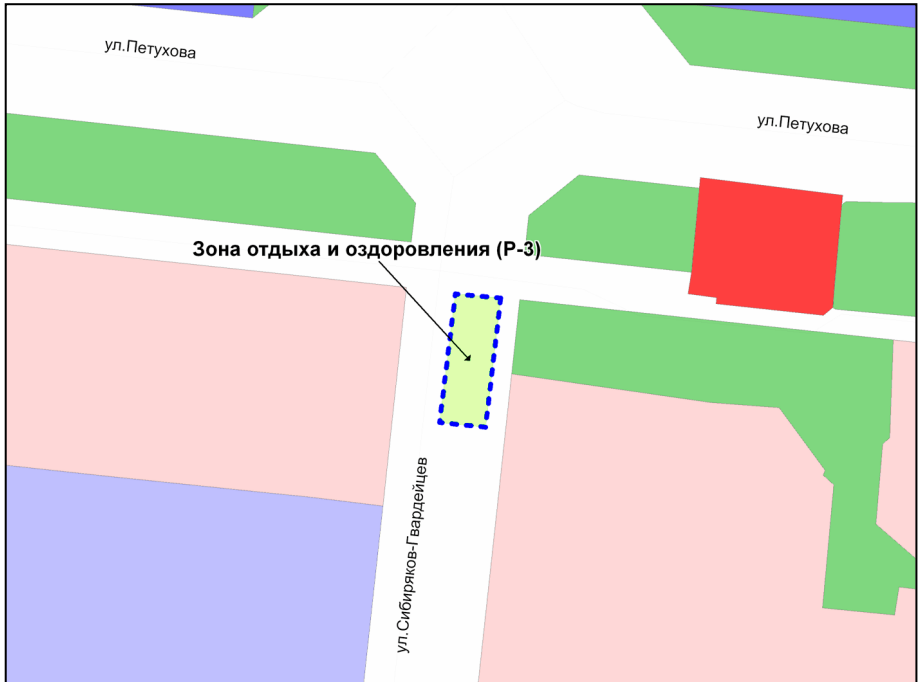 ул.Петухова
ул.Петухова
Зона отдыха и оздоровления (Р-3)
ул.Сибиряков-Гвардейцев